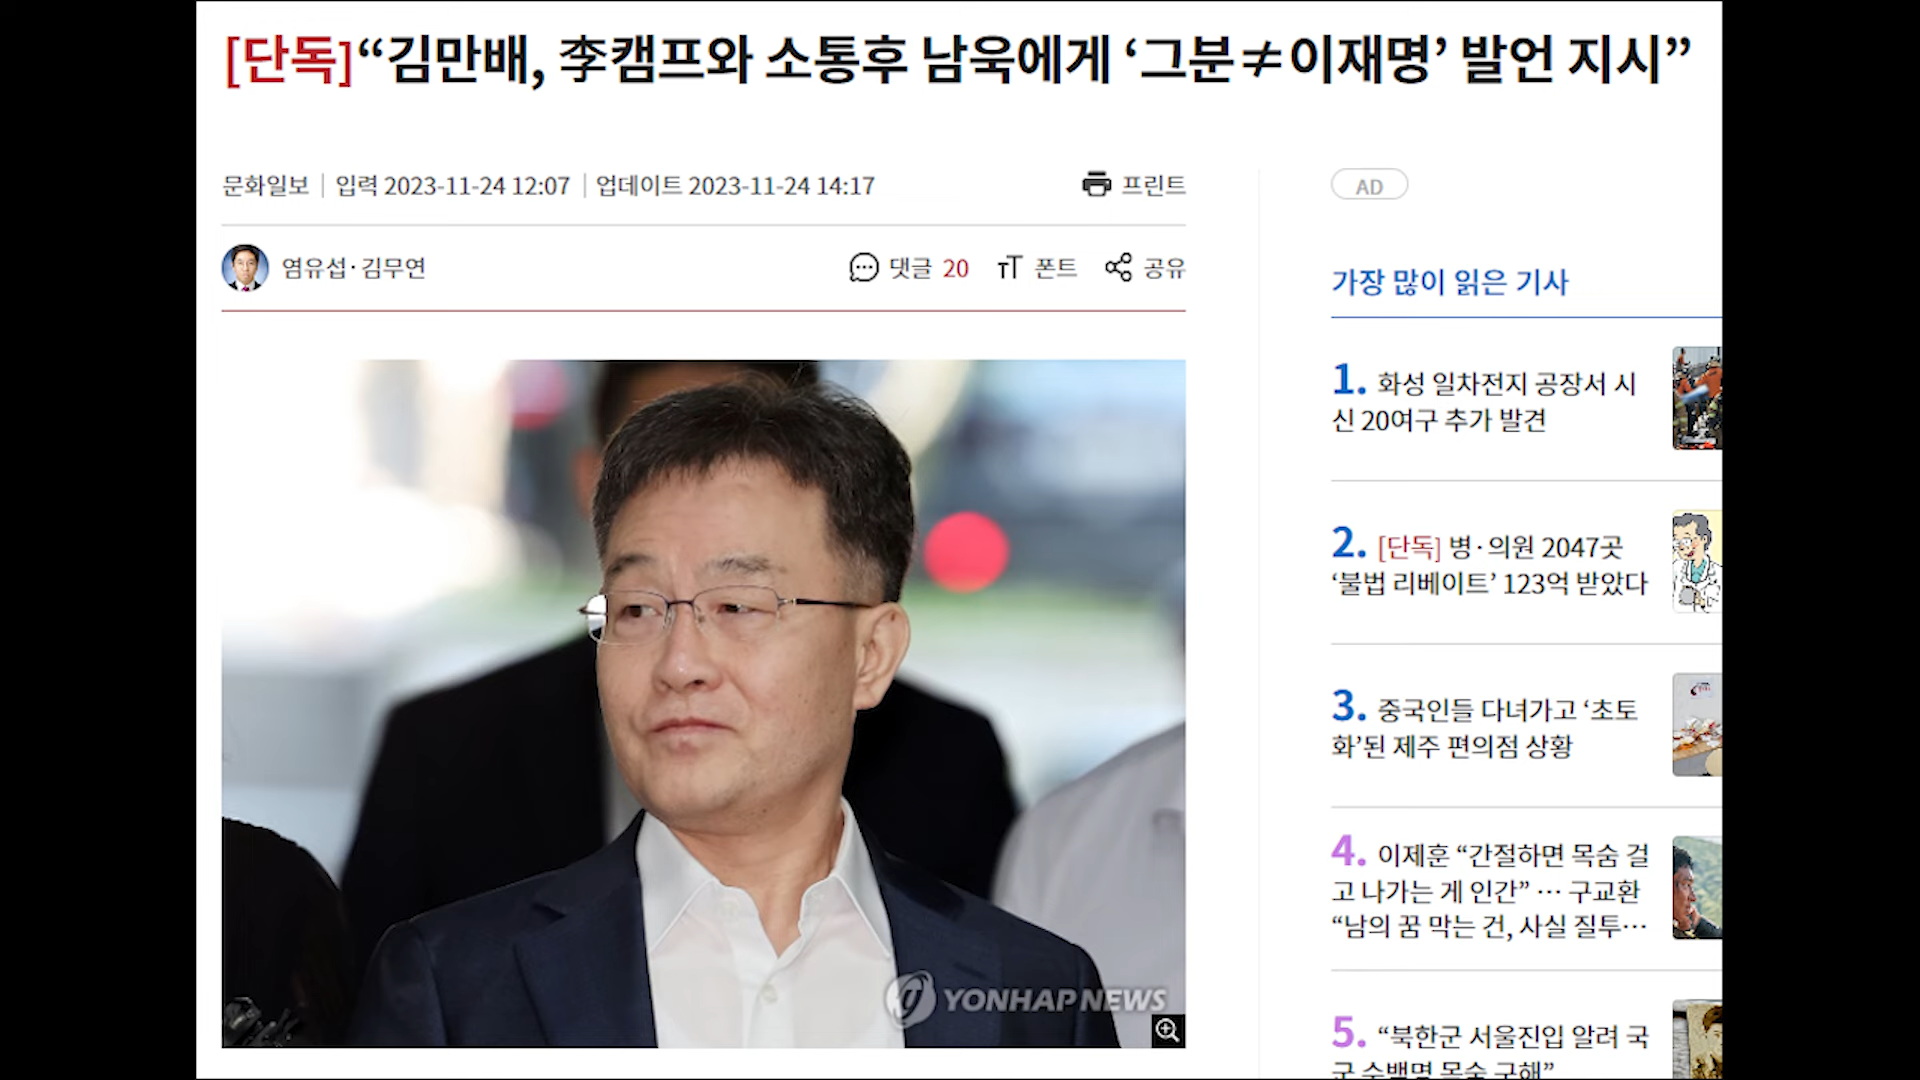 [단독]“김만배, 李캠프와 소통후 남욱에게 ‘그분≠이재명’ 발언 지시”
문화일보 | 입력 2023-11-24 12:07 | 업데이트 2023-11-24 14:17
프린트
염유섭·김무연
댓글 20
폰트
공유
YONHAP NEWS
AD
가장 많이 읽은 기사
1. 화성 일차전지 공장서 시
신 20여구 추가 발견
2. [단독] 병·의원 2047곳
‘불법 리베이트’ 123억 받았다
3. 중국인들 다녀가고 ‘초토
화’된 제주 편의점 상황
4. 이제훈 “간절하면 목숨 걸
고 나가는 게 인간” … 구교환
“남의 꿈 막는 건, 사실 질투…
5. “북한군 서울진입 알려 국
군 수백명 목숨 구해”